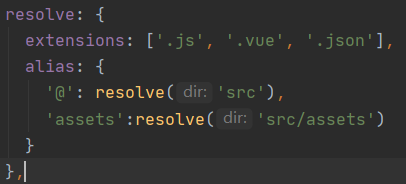 resolve: {
  extensions: ['.js', '.vue', '.json'],
  alias: {
    '@': resolve( dir: 'src'),
    'assets':resolve( dir: 'src/assets')
  }
},